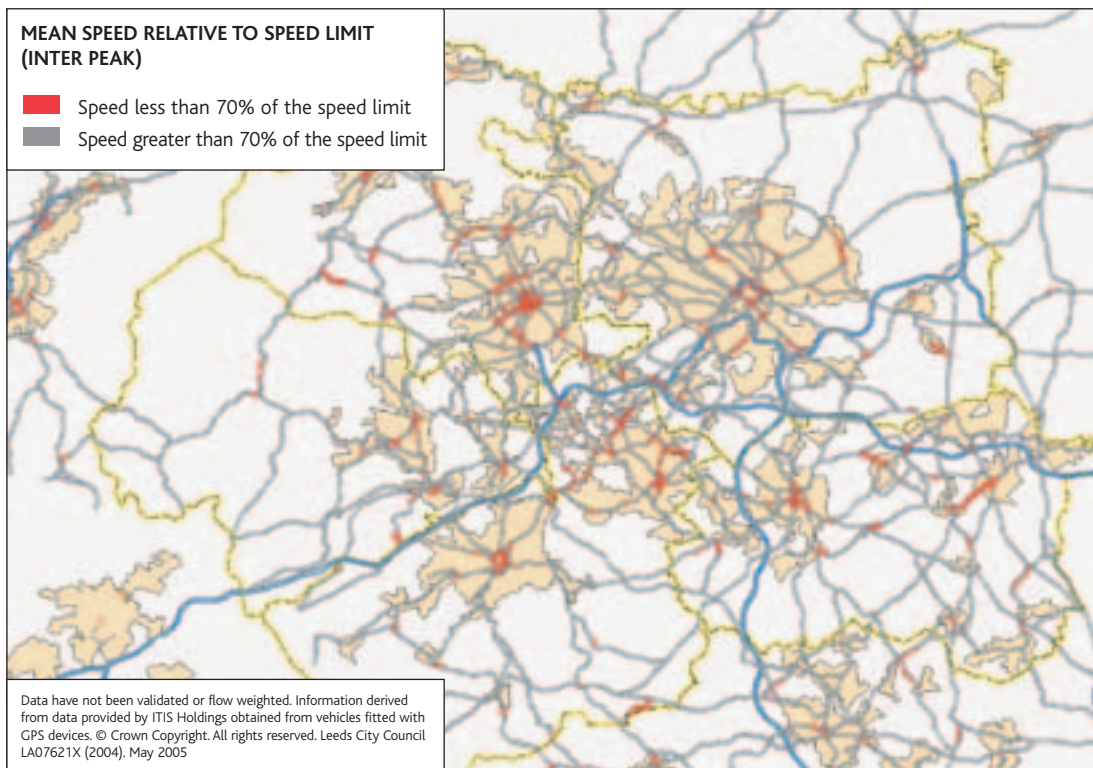 MEAN SPEED RELATIVE TO SPEED LIMIT
(INTER PEAK)
Speed less than 70% of the speed limit
Speed greater than 70% of the speed limit
Data have not been validated or flow weighted. Information derived
from data provided by ITIS Holdings obtained from vehicles fitted with
GPS devices. © Crown Copyright. All rights reserved. Leeds City Council
LA07621X (2004). May 2005